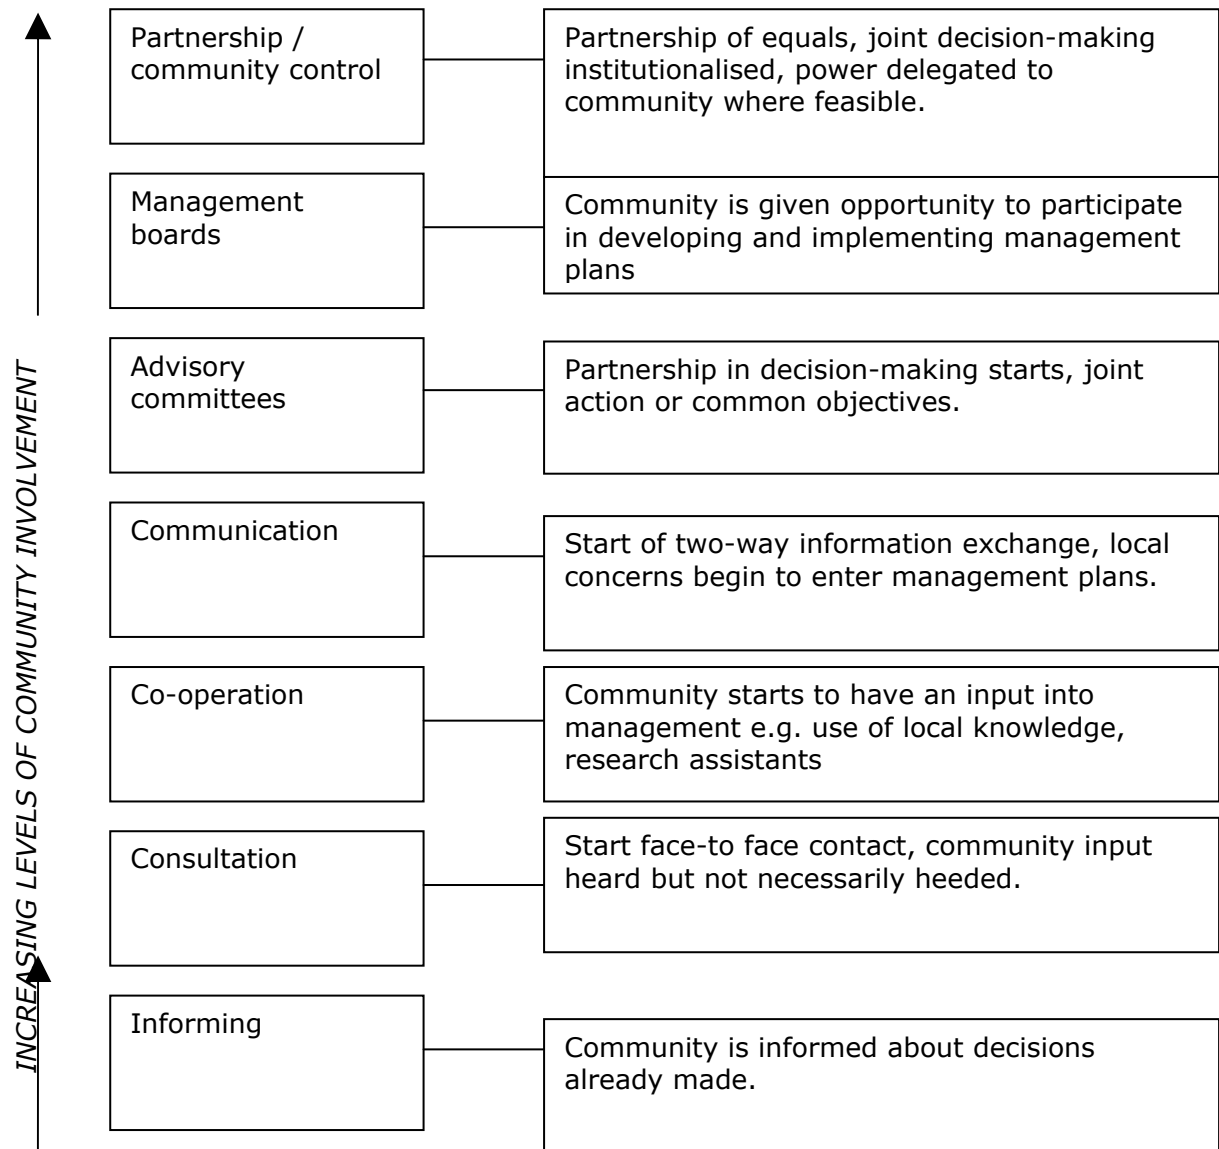 Partnership /
community control
Partnership of equals, joint decision-making
institutionalised, power delegated to
community where feasible.
Management
boards
Community is given opportunity to participate
in developing and implementing management
plans
Advisory
committees
Partnership in decision-making starts, joint
action or common objectives.
Communication
Start of two-way information exchange, local
concerns begin to enter management plans.
Co-operation
Community starts to have an input into
management e.g. use of local knowledge,
research assistants
Consultation
Start face-to face contact, community input
heard but not necessarily heeded.
Informing
Community is informed about decisions
already made.
INCREASING LEVELS OF COMMUNITY INVOLVEMENT